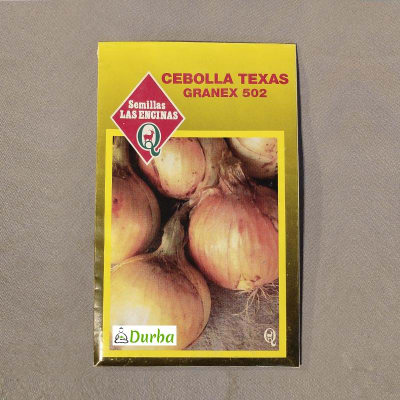 CEBOLLA TEXAS
GRANEX 502
Semillas
LAS ENCINAS
Q
Durba
Q